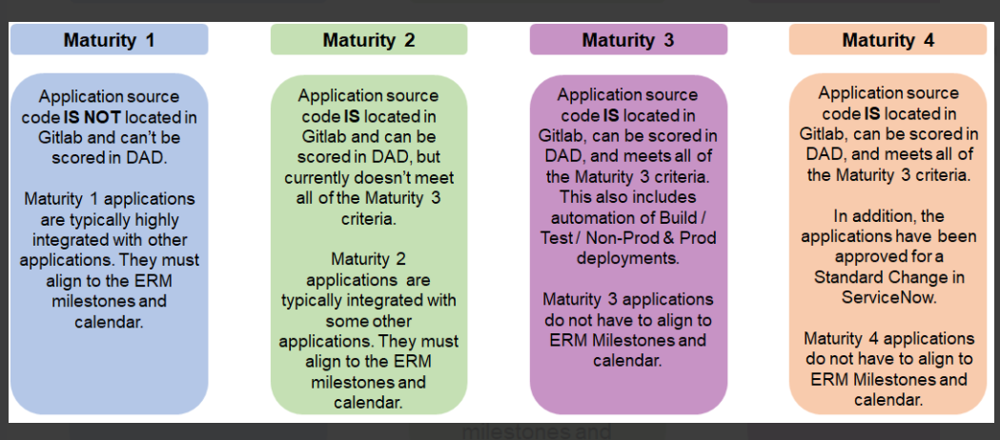 Maturity 1
Application source
code IS NOT located in
Gitlab and can't be
scored in DAD.
Maturity 1 applications
are typically highly
integrated with other
applications. They must
align to the ERM
milestones and
calendar.
Maturity 2
Application source
code IS located in
Gitlab and can be
scored in DAD, but
currently doesn't meet
all of the Maturity 3
criteria.
Maturity 2
applications are
typically integrated with
some other
applications. They must
align to the ERM
milestones and
calendar.
Maturity 3
Application source
code IS located in
Gitlab, can be scored in
DAD, and meets all of
the Maturity 3 criteria.
This also includes
automation of Build /
Test / Non-Prod & Prod
deployments.
Maturity 3 applications
do not have to align to
ERM Milestones and
calendar.
Maturity 4
Application source
code IS located in
Gitlab, can be scored in
DAD, and meets all of
the Maturity 3 criteria.
In addition, the
applications have been
approved for a
Standard Change in
ServiceNow.
Maturity 4 applications
do not have to align to
ERM Milestones and
calendar.
milestones and